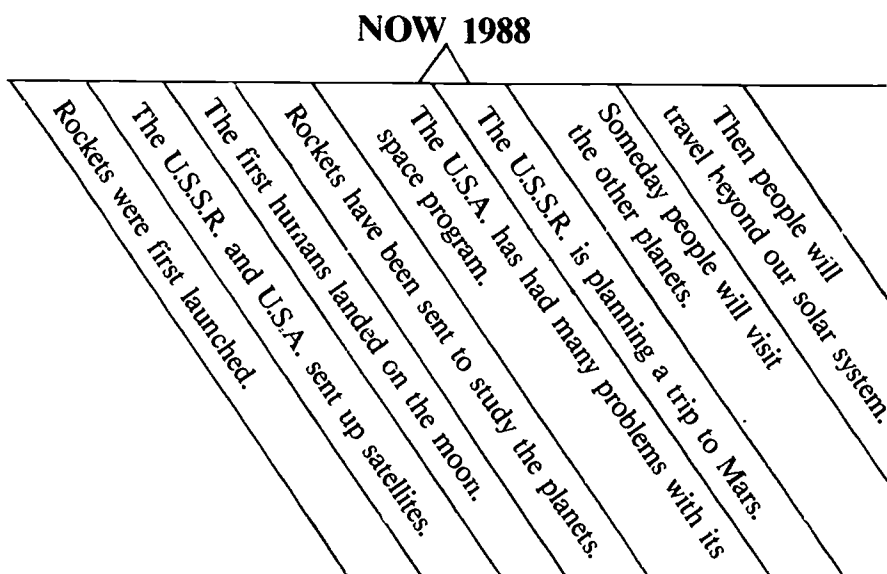 NOW 1988
Rockets were first launched.
The U.S.S.R. and U.S.A. sent up satellites.
The first humans landed on the moon.
Rockets have been sent to study the planets.
The U.S.A. has had many problems with its
space program.
The U.S.S.R. is planning a trip to Mars.
Someday people will visit
the other planets.
Then people will
travel beyond our solar system.